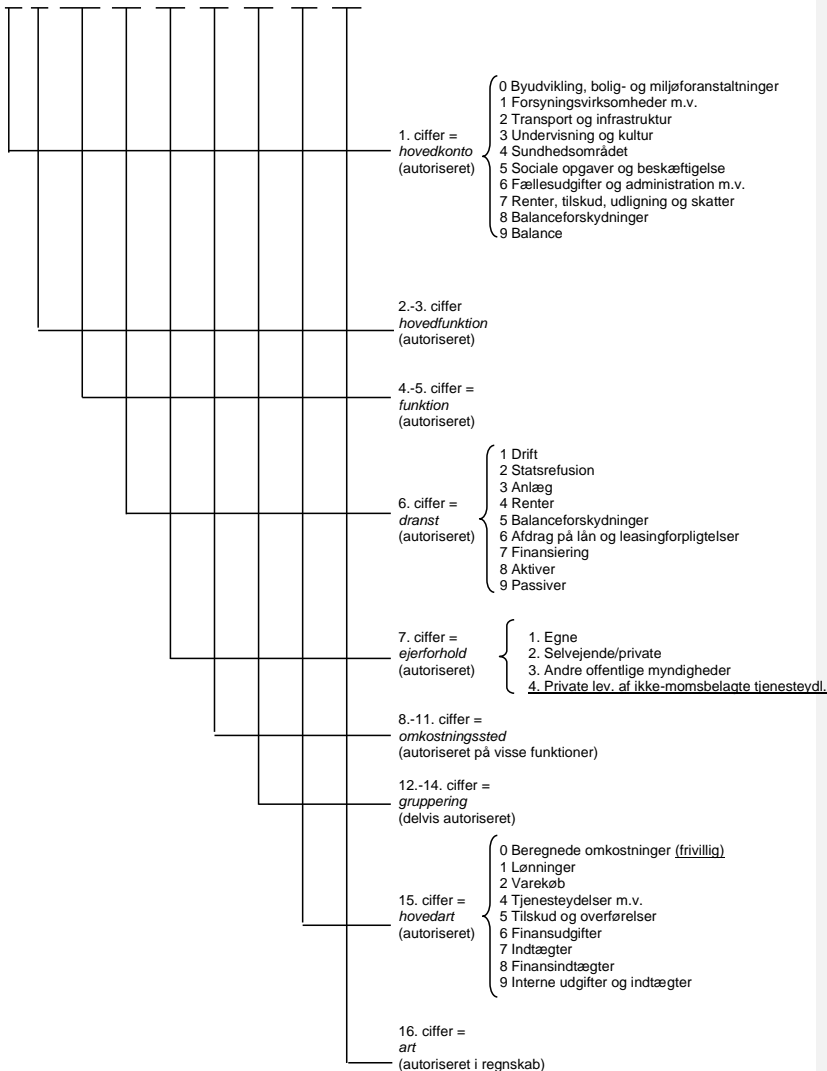 1. ciffer =
hovedkonto
(autoriseret)
0 Byudvikling, bolig- og miljøforanstaltninger
1 Forsyningsvirksomheder m.v.
2 Transport og infrastruktur
3 Undervisning og kultur
4 Sundhedsområdet
5 Sociale opgaver og beskæftigelse
6 Fællesudgifter og administration m.v.
7 Renter, tilskud, udligning og skatter
8 Balanceforskydninger
9 Balance
2.-3. ciffer
hovedfunktion
(autoriseret)
4.-5. ciffer =
funktion
(autoriseret)
6. ciffer =
dranst
(autoriseret)
1 Drift
2 Statsrefusion
3 Anlæg
4 Renter
5 Balanceforskydninger
6 Afdrag på lån og leasingforpligtelser
7 Finansiering
8 Aktiver
9 Passiver
7. ciffer =
ejerforhold
(autoriseret)
1. Egne
2. Selvejende/private
3. Andre offentlige myndigheder
4. Private lev. af ikke-momsbelagte tjenesteydl.
8.-11. ciffer =
omkostningssted
(autoriseret på visse funktioner)
12.-14. ciffer =
gruppering
(delvis autoriseret)
15. ciffer =
hovedart
(autoriseret)
0 Beregnede omkostninger (frivillig)
1 Lønninger
2 Varekøb
4 Tjenesteydelser m.v.
5 Tilskud og overførelser
6 Finansudgifter
7 Indtægter
8 Finansindtægter
9 Interne udgifter og indtægter
16. ciffer =
art
(autoriseret i regnskab)